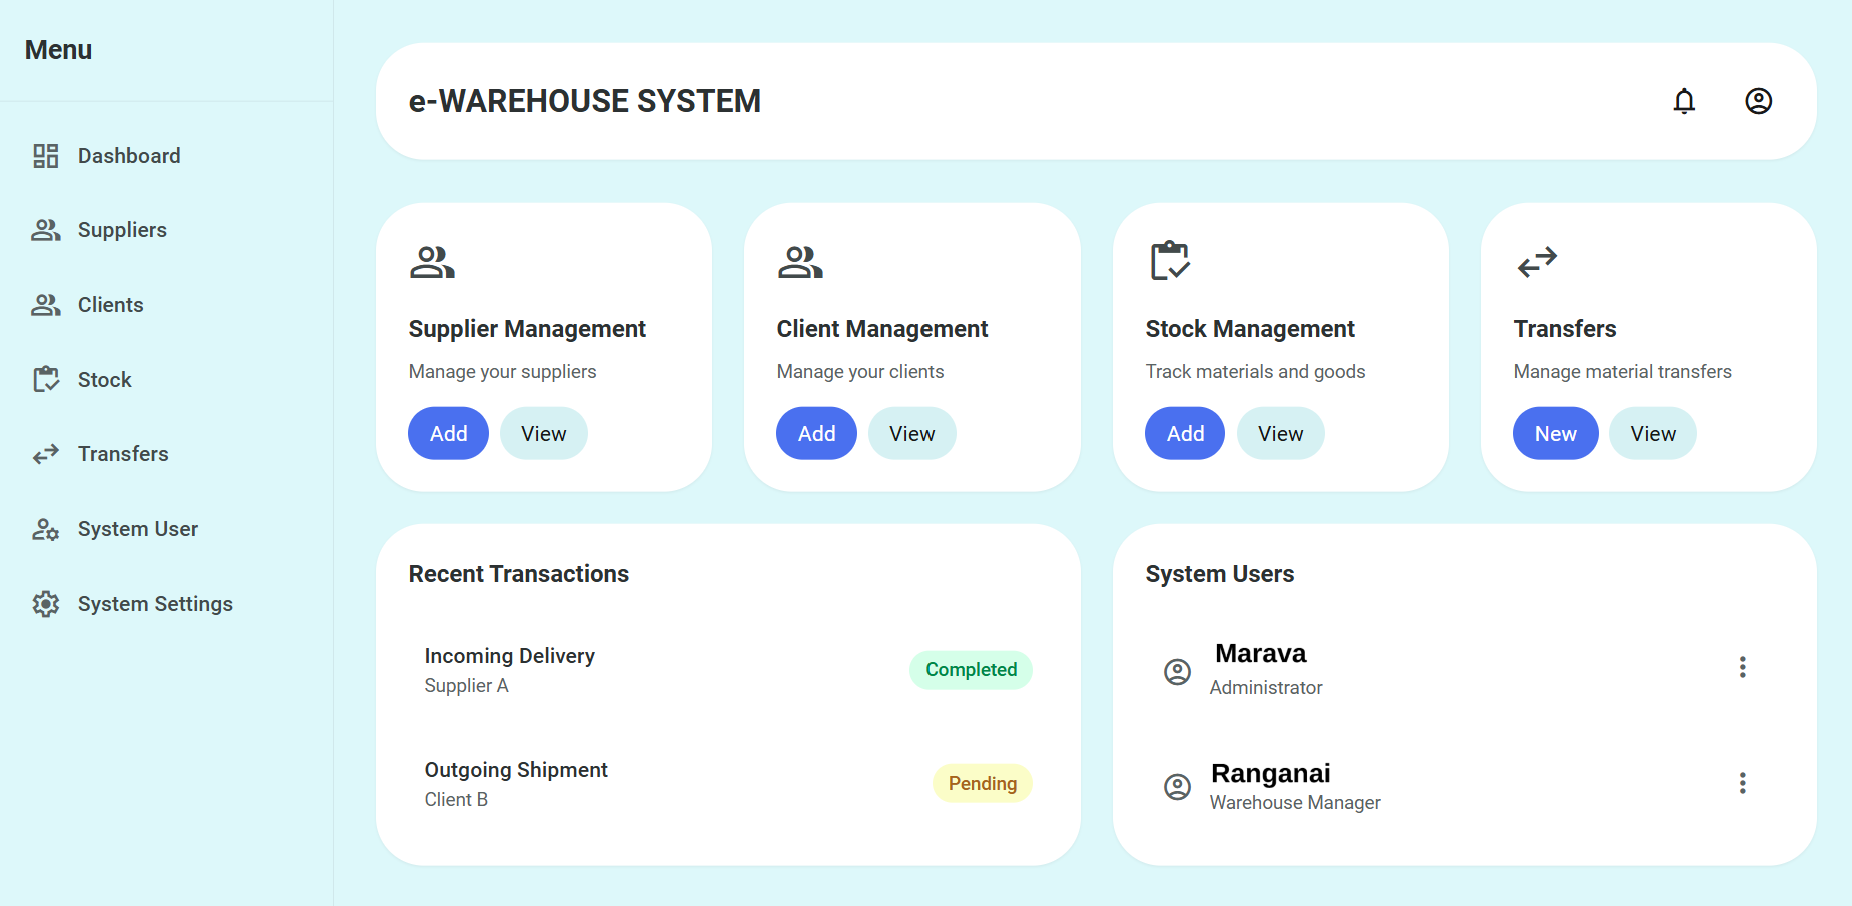 Menu
Dashboard
Suppliers
Clients
Stock
Transfers
System User
System Settings
e-WAREHOUSE SYSTEM
Supplier Management
Manage your suppliers
Add View
Client Management
Manage your clients
Add View
Stock Management
Track materials and goods
Add View
Transfers
Manage material transfers
New View
Recent Transactions
Incoming Delivery
Supplier A
Completed
Outgoing Shipment
Client B
Pending
System Users
Marava
Administrator
Ranganai
Warehouse Manager